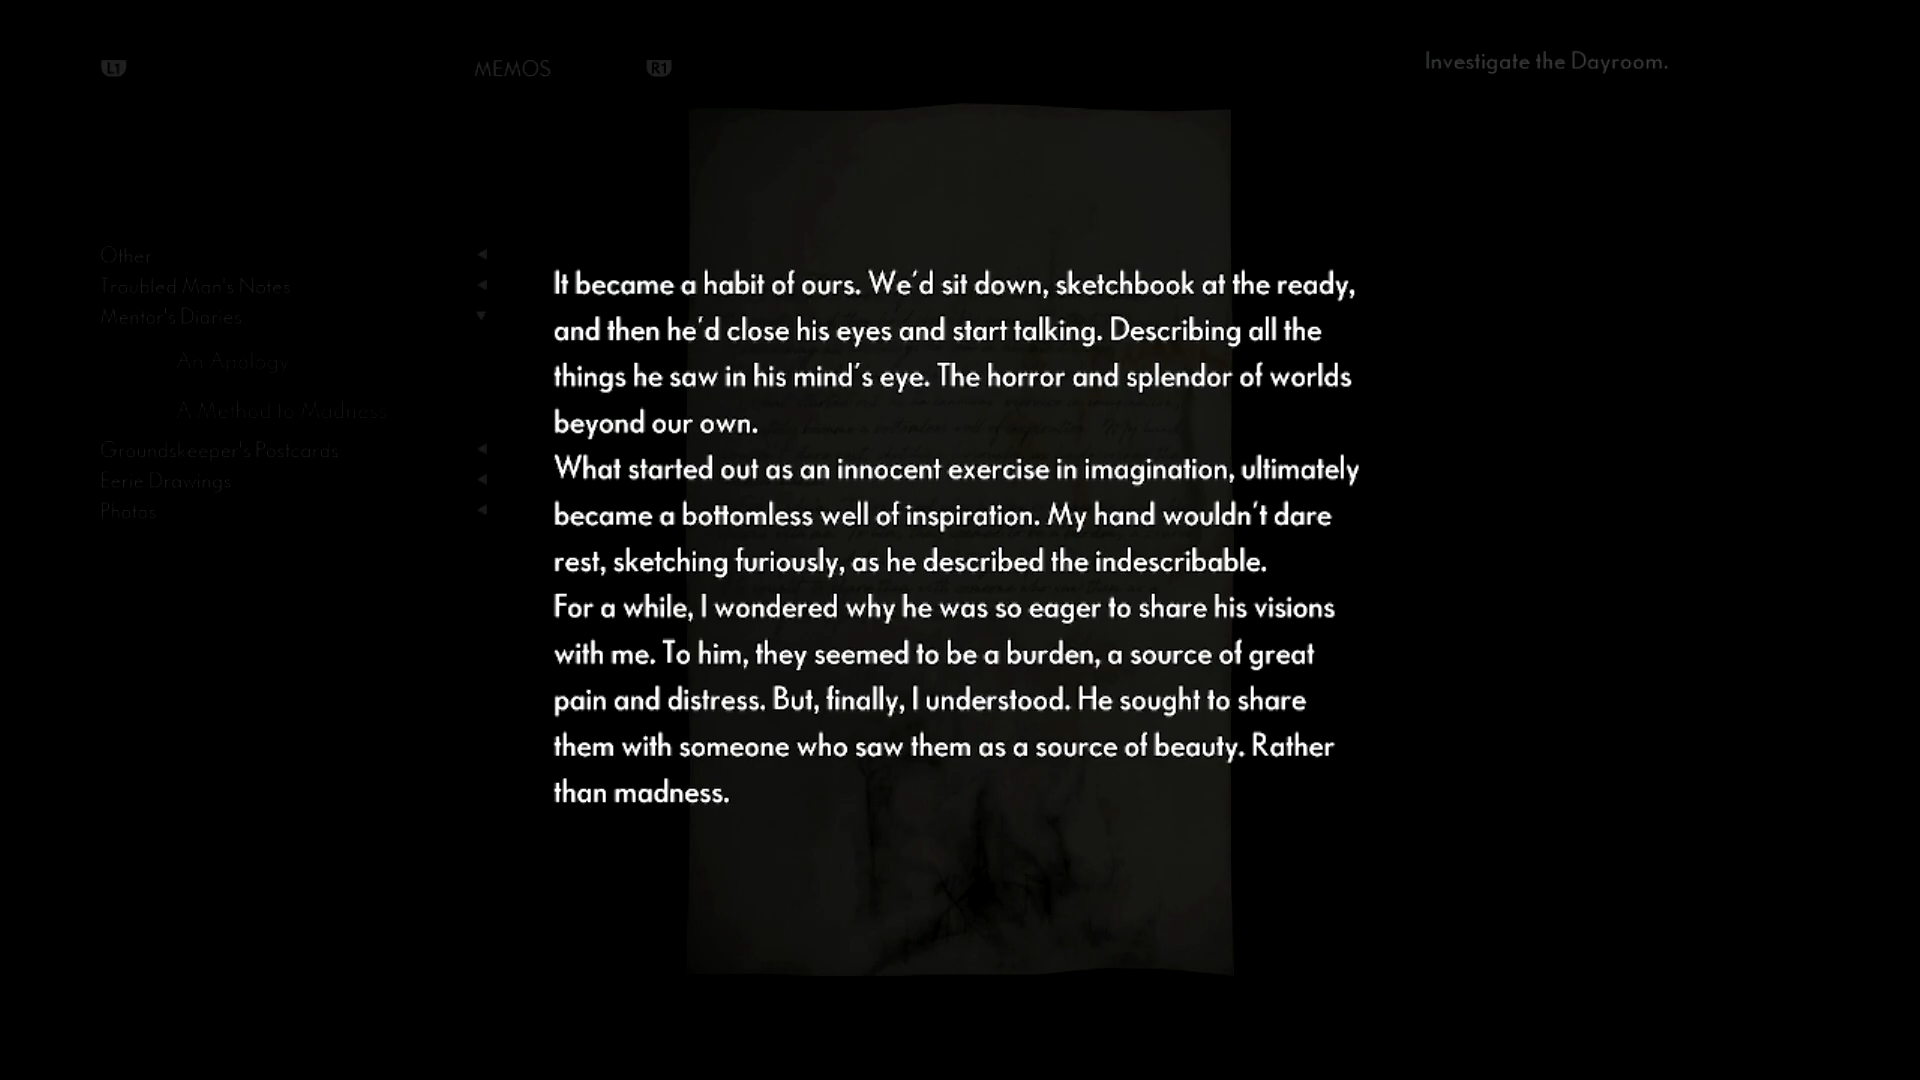 L1
MEMOS
R1
Investigate the Dayroom.
Other
Troubled Man's Notes
Mentor's Diaries
An Apology
A Method to Madness
Groundskeeper's Postcards
Eerie Drawings
Photos
It became a habit of ours. We'd sit down, sketchbook at the ready,
and then he'd close his eyes and start talking. Describing all the
things he saw in his mind's eye. The horror and splendor of worlds
beyond our own.
What started out as an innocent exercise in imagination, ultimately
became a bottomless well of inspiration. My hand wouldn't dare
rest, sketching furiously, as he described the indescribable.
For a while, I wondered why he was so eager to share his visions
with me. To him, they seemed to be a burden, a source of great
pain and distress. But, finally, I understood. He sought to share
them with someone who saw them as a source of beauty. Rather
than madness.